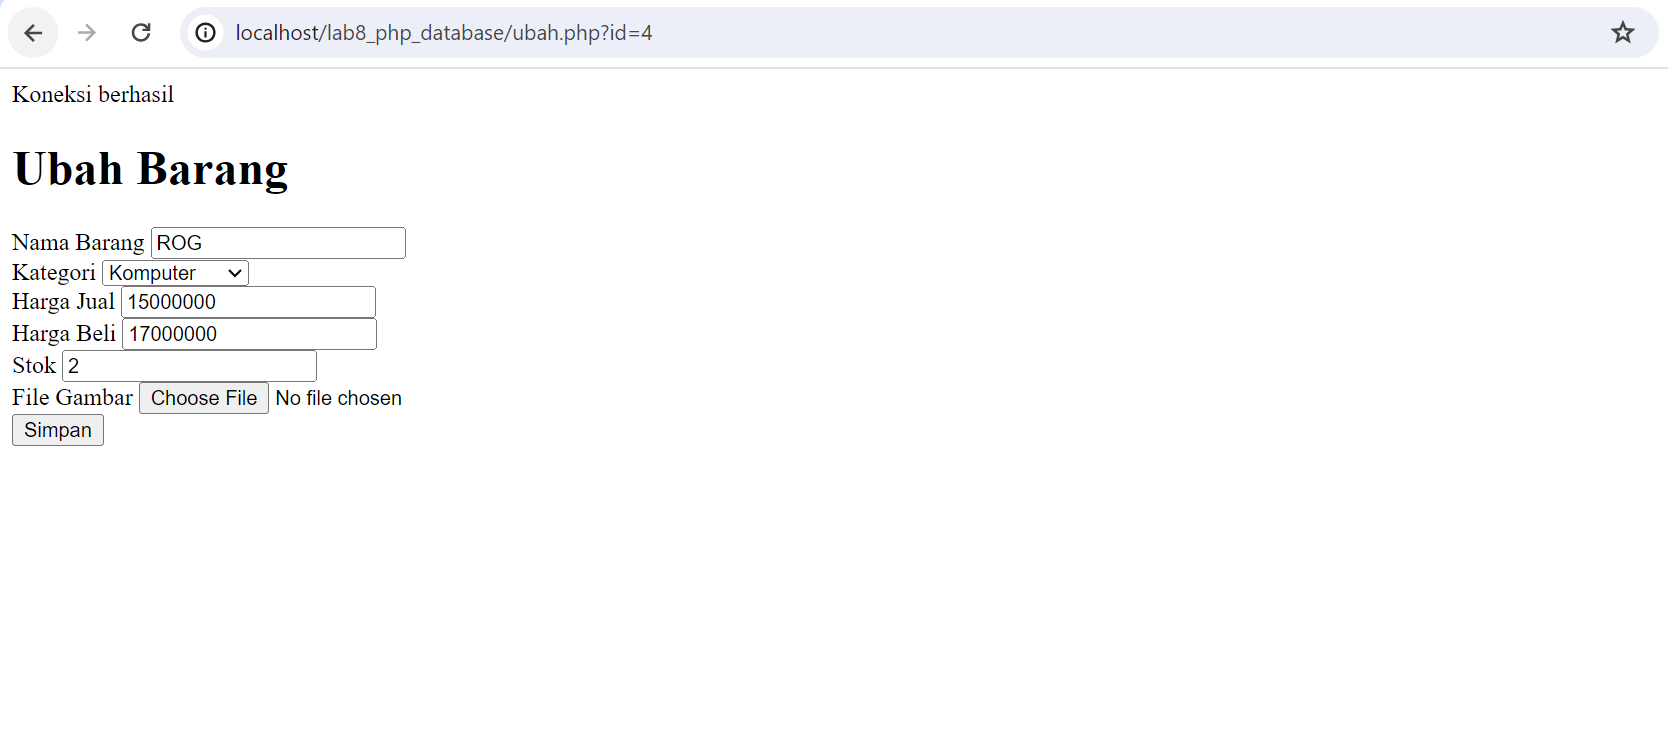 localhost/lab8_php_database/ubah.php?id=4
Koneksi berhasil
Ubah Barang
Nama Barang ROG
Kategori Komputer
Harga Jual 15000000
Harga Beli 17000000
Stok 2
File Gambar Choose File No file chosen
Simpan